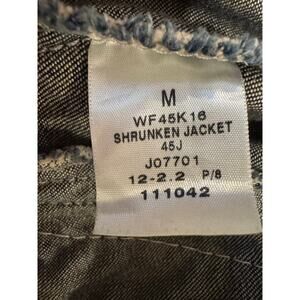 M
WF45K16
SHRUNKEN JACKET
45J
J07701
12-2.2 P/8
111042